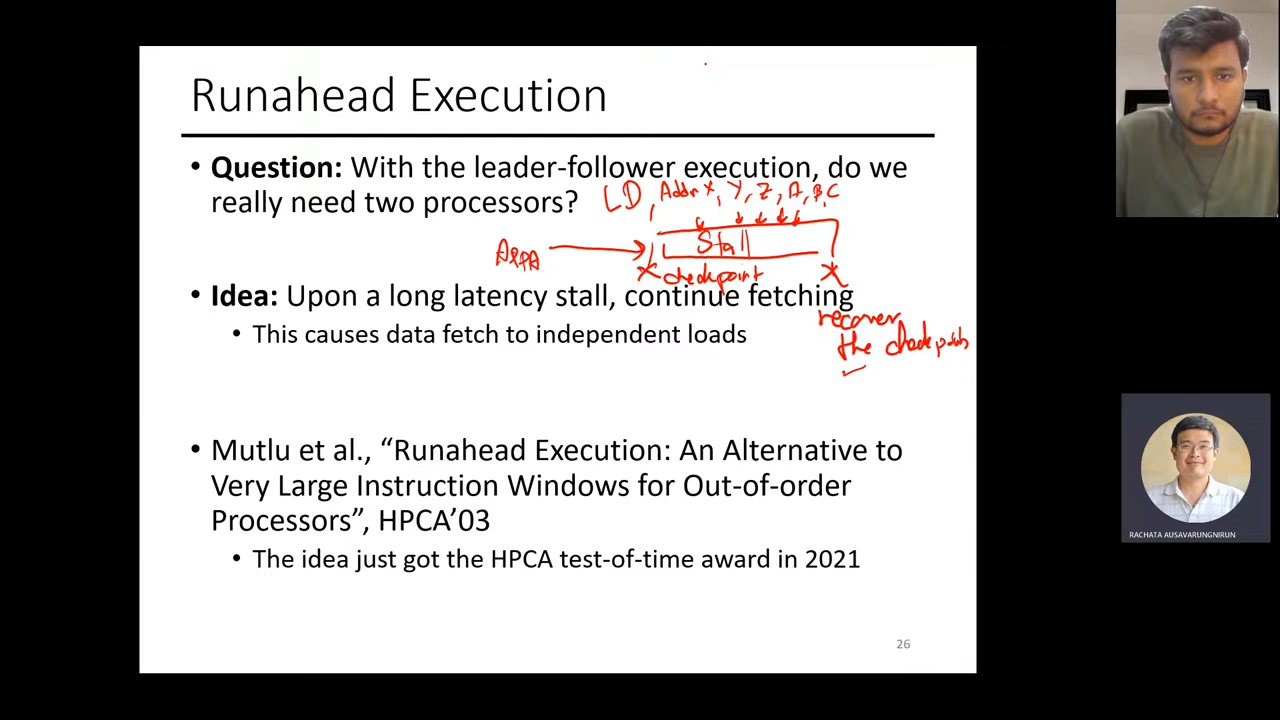 Runahead Execution
• Question: With the leader-follower execution, do we
really need two processors?
LD, Addr X, Y, Z, A, B, C
Stall
checkpoint
• Idea: Upon a long latency stall, continue fetching
recover
the checkpoint
• This causes data fetch to independent loads
• Mutlu et al., “Runahead Execution: An Alternative to
Very Large Instruction Windows for Out-of-order
Processors”, HPCA’03
• The idea just got the HPCA test-of-time award in 2021
26
RACHATA AUSAVARUNGNIRUN